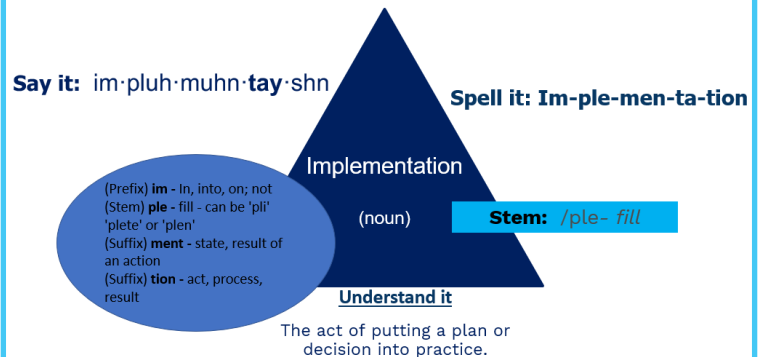 Say it: im·pluh·muhn·tay·shn
Spell it: Im-ple-men-ta-tion
Implementation
(noun)
(Prefix) im - In, into, on; not
(Stem) ple - fill - can be 'pli'
'plete' or 'plen'
(Suffix) ment - state, result of
an action
(Suffix) tion - act, process,
result
Stem: /ple- fill
Understand it
The act of putting a plan or
decision into practice.